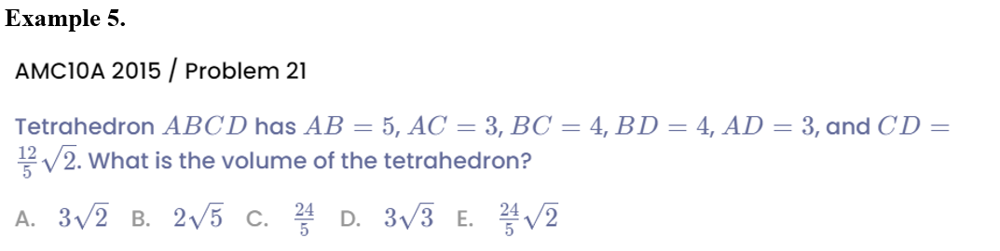 Example 5.
AMC10A 2015 / Problem 21
Tetrahedron $ABCD$ has $AB = 5$, $AC = 3$, $BC = 4$, $BD = 4$, $AD = 3$, and $CD =$
$\frac{12}{5}\sqrt{2}$. What is the volume of the tetrahedron?
A. $3\sqrt{2}$ B. $2\sqrt{5}$ C. $\frac{24}{5}$ D. $3\sqrt{3}$ E. $\frac{24}{5}\sqrt{2}$